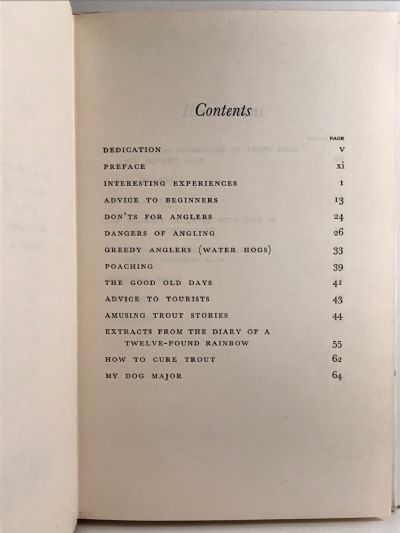 Contents
PAGE
DEDICATION v
PREFACE xi
INTERESTING EXPERIENCES 1
ADVICE TO BEGINNERS 13
DON'TS FOR ANGLERS 24
DANGERS OF ANGLING 26
GREEDY ANGLERS (WATER HOGS) 33
POACHING 39
THE GOOD OLD DAYS 41
ADVICE TO TOURISTS 43
AMUSING TROUT STORIES 44
EXTRACTS FROM THE DIARY OF A
TWELVE-POUND RAINBOW 55
HOW TO CURE TROUT 62
MY DOG MAJOR 64